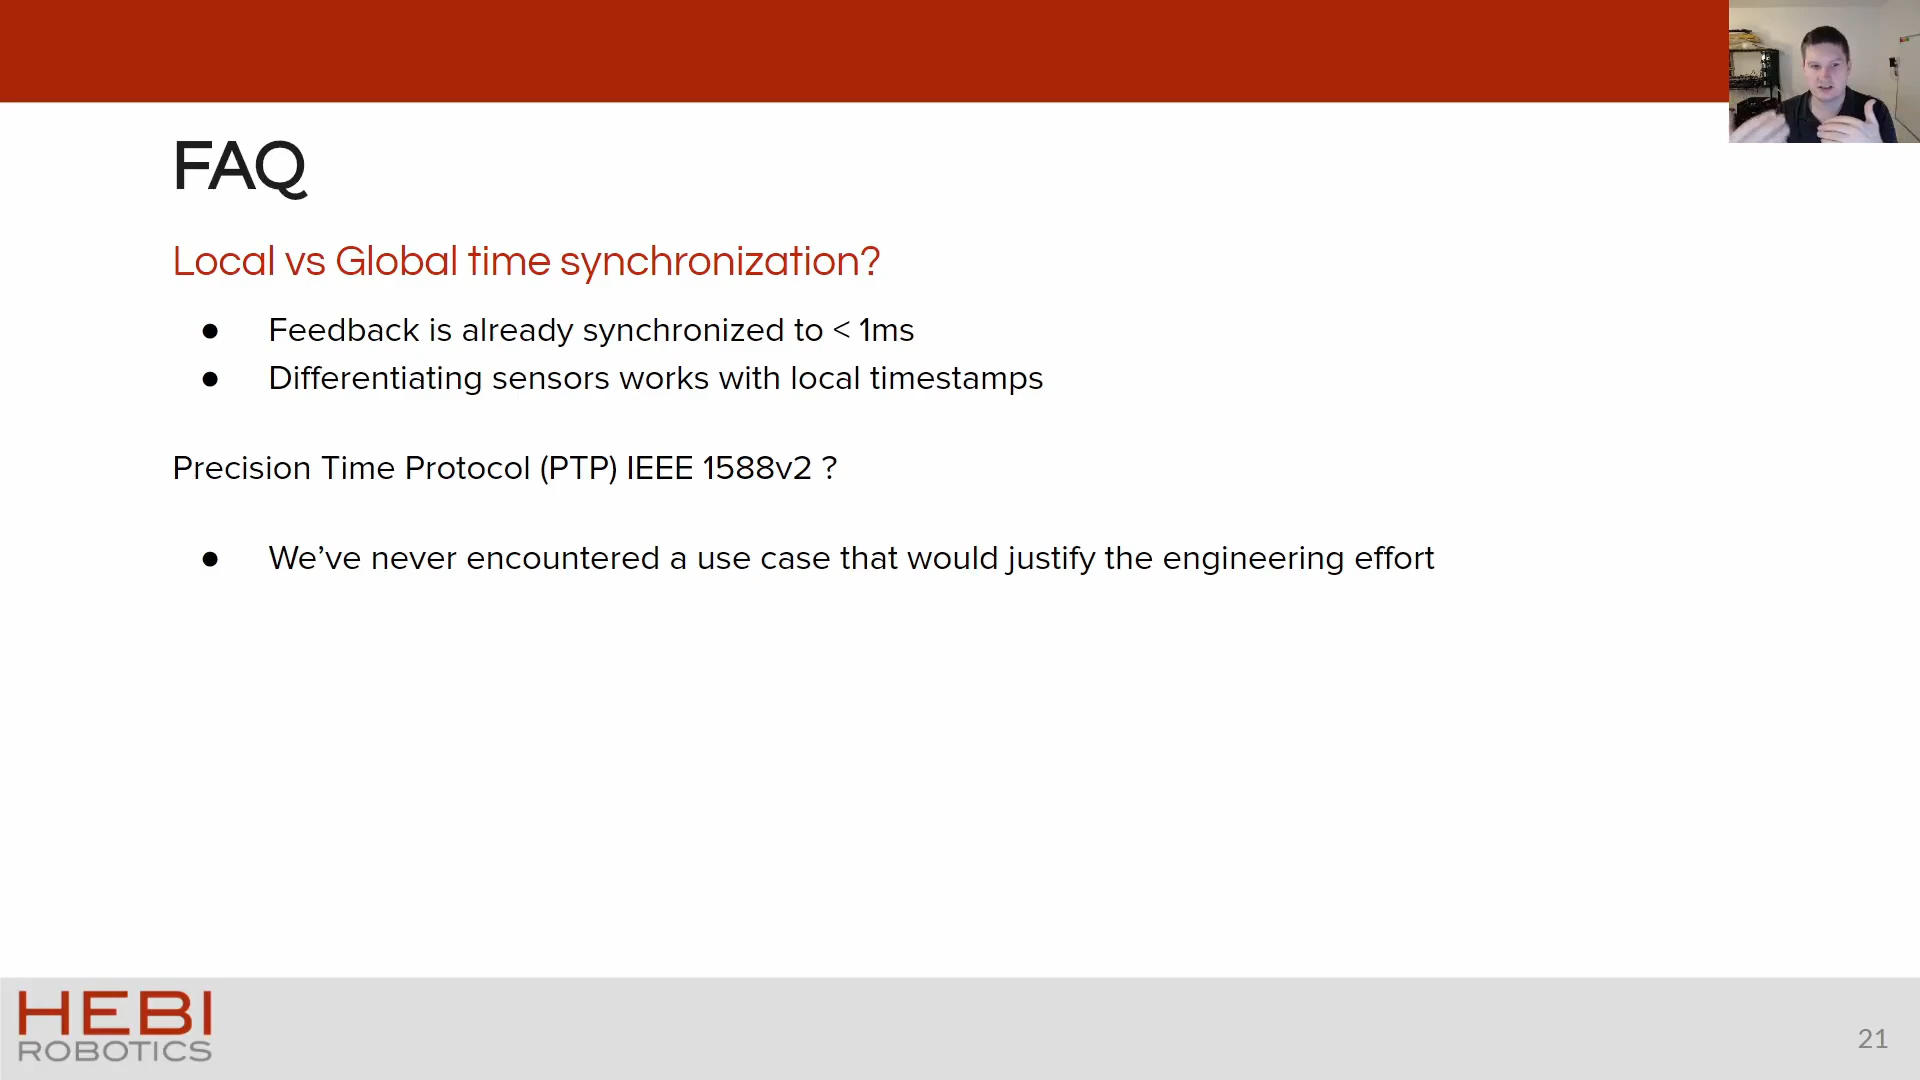 FAQ
Local vs Global time synchronization?
● Feedback is already synchronized to < 1ms
● Differentiating sensors works with local timestamps
Precision Time Protocol (PTP) IEEE 1588v2 ?
● We’ve never encountered a use case that would justify the engineering effort
HEBI
ROBOTICS
21